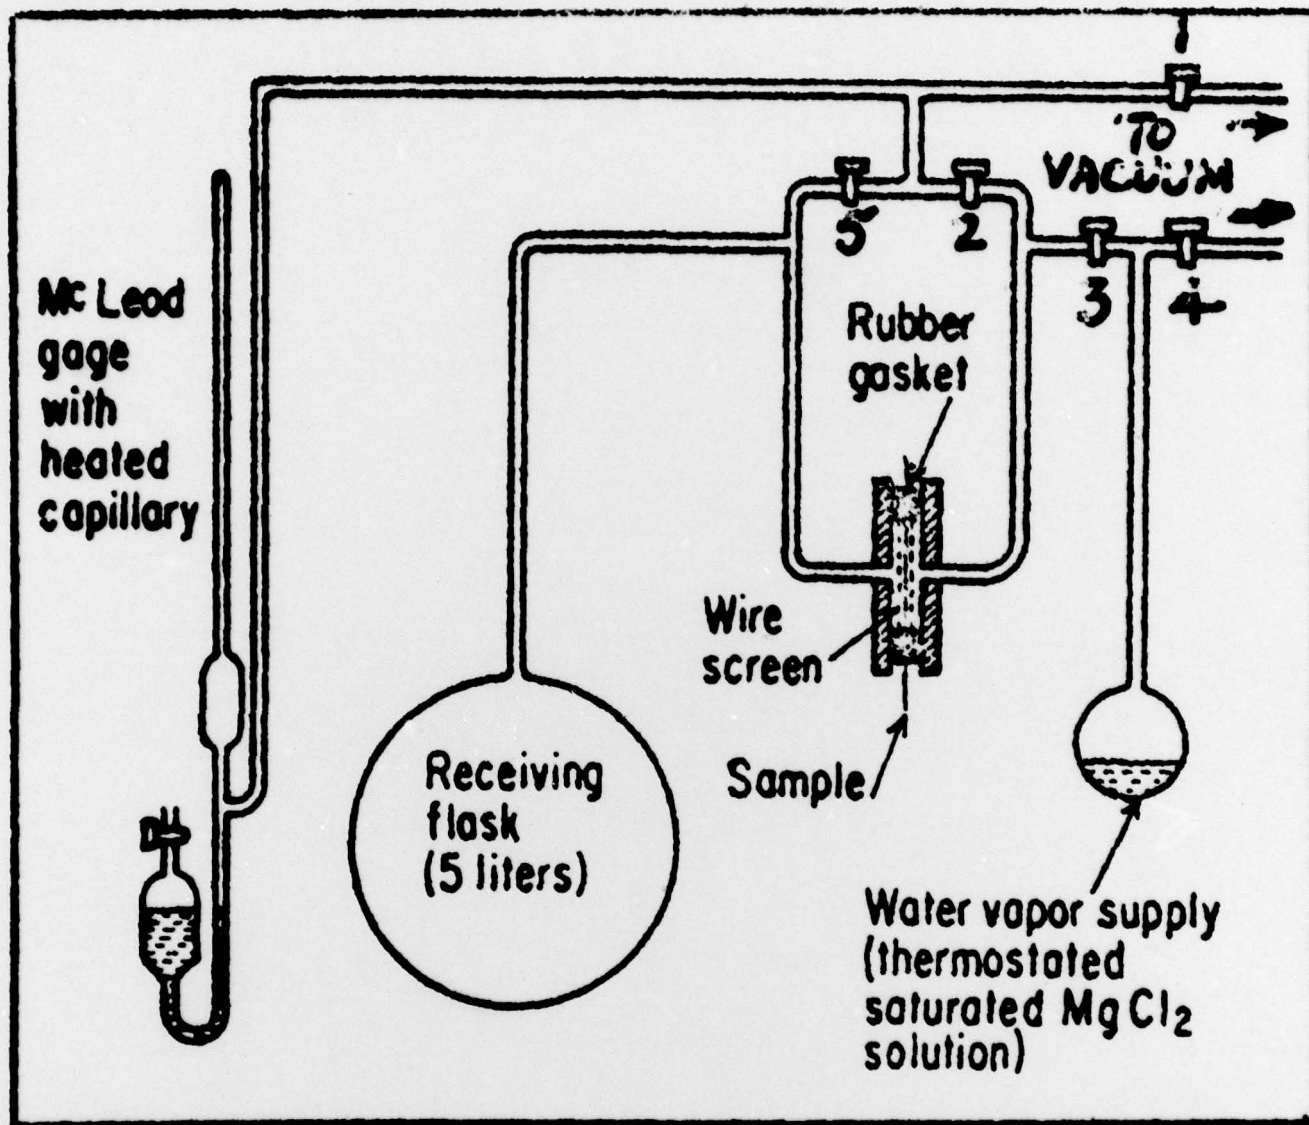 1
To
VACUUM
5 2
3 4
Mc Leod
gage
with
heated
capillary
Rubber
gasket
Wire
screen
Sample
Receiving
flask
(5 liters)
Water vapor supply
(thermostated
saturated MgCl2
solution)